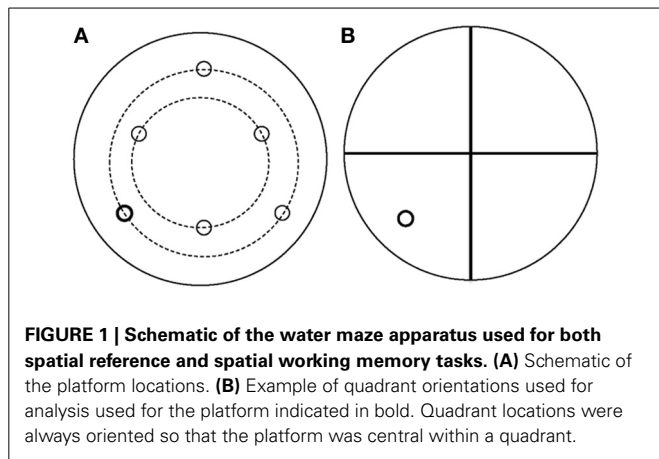 A B
FIGURE 1 | Schematic of the water maze apparatus used for both
spatial reference and spatial working memory tasks. (A) Schematic of
the platform locations. (B) Example of quadrant orientations used for
analysis used for the platform indicated in bold. Quadrant locations were
always oriented so that the platform was central within a quadrant.